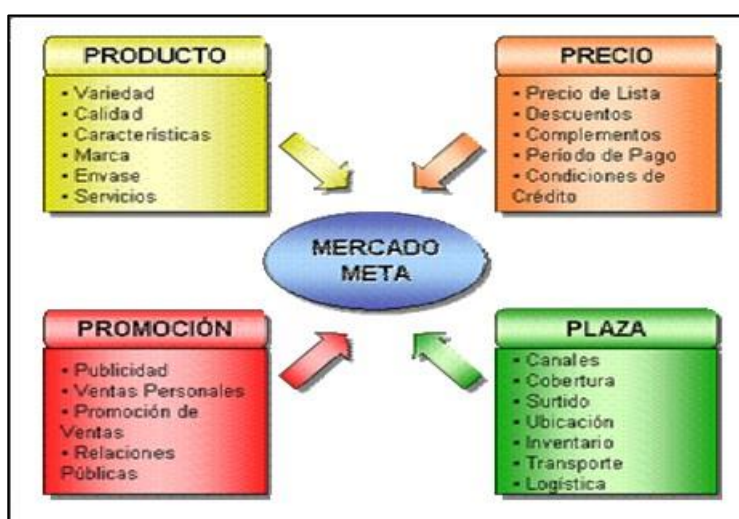 PRODUCTO
▪ Variedad
▪ Calidad
▪ Características
▪ Marca
▪ Envase
▪ Servicios
PRECIO
▪ Precio de Lista
▪ Descuentos
▪ Complementos
▪ Período de Pago
▪ Condiciones de
Crédito
MERCADO
META
PROMOCIÓN
▪ Publicidad
▪ Ventas Personales
▪ Promoción de
Ventas
▪ Relaciones
Públicas
PLAZA
▪ Canales
▪ Cobertura
▪ Surtido
▪ Ubicación
▪ Inventario
▪ Transporte
▪ Logística